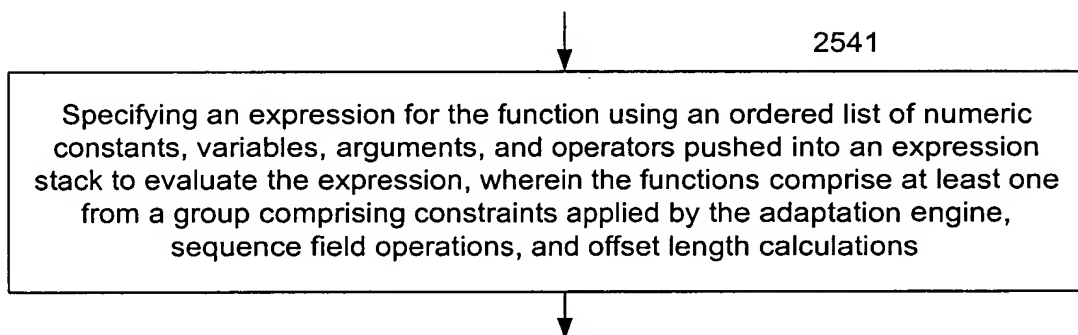 2541
Specifying an expression for the function using an ordered list of numeric
constants, variables, arguments, and operators pushed into an expression
stack to evaluate the expression, wherein the functions comprise at least one
from a group comprising constraints applied by the adaptation engine,
sequence field operations, and offset length calculations